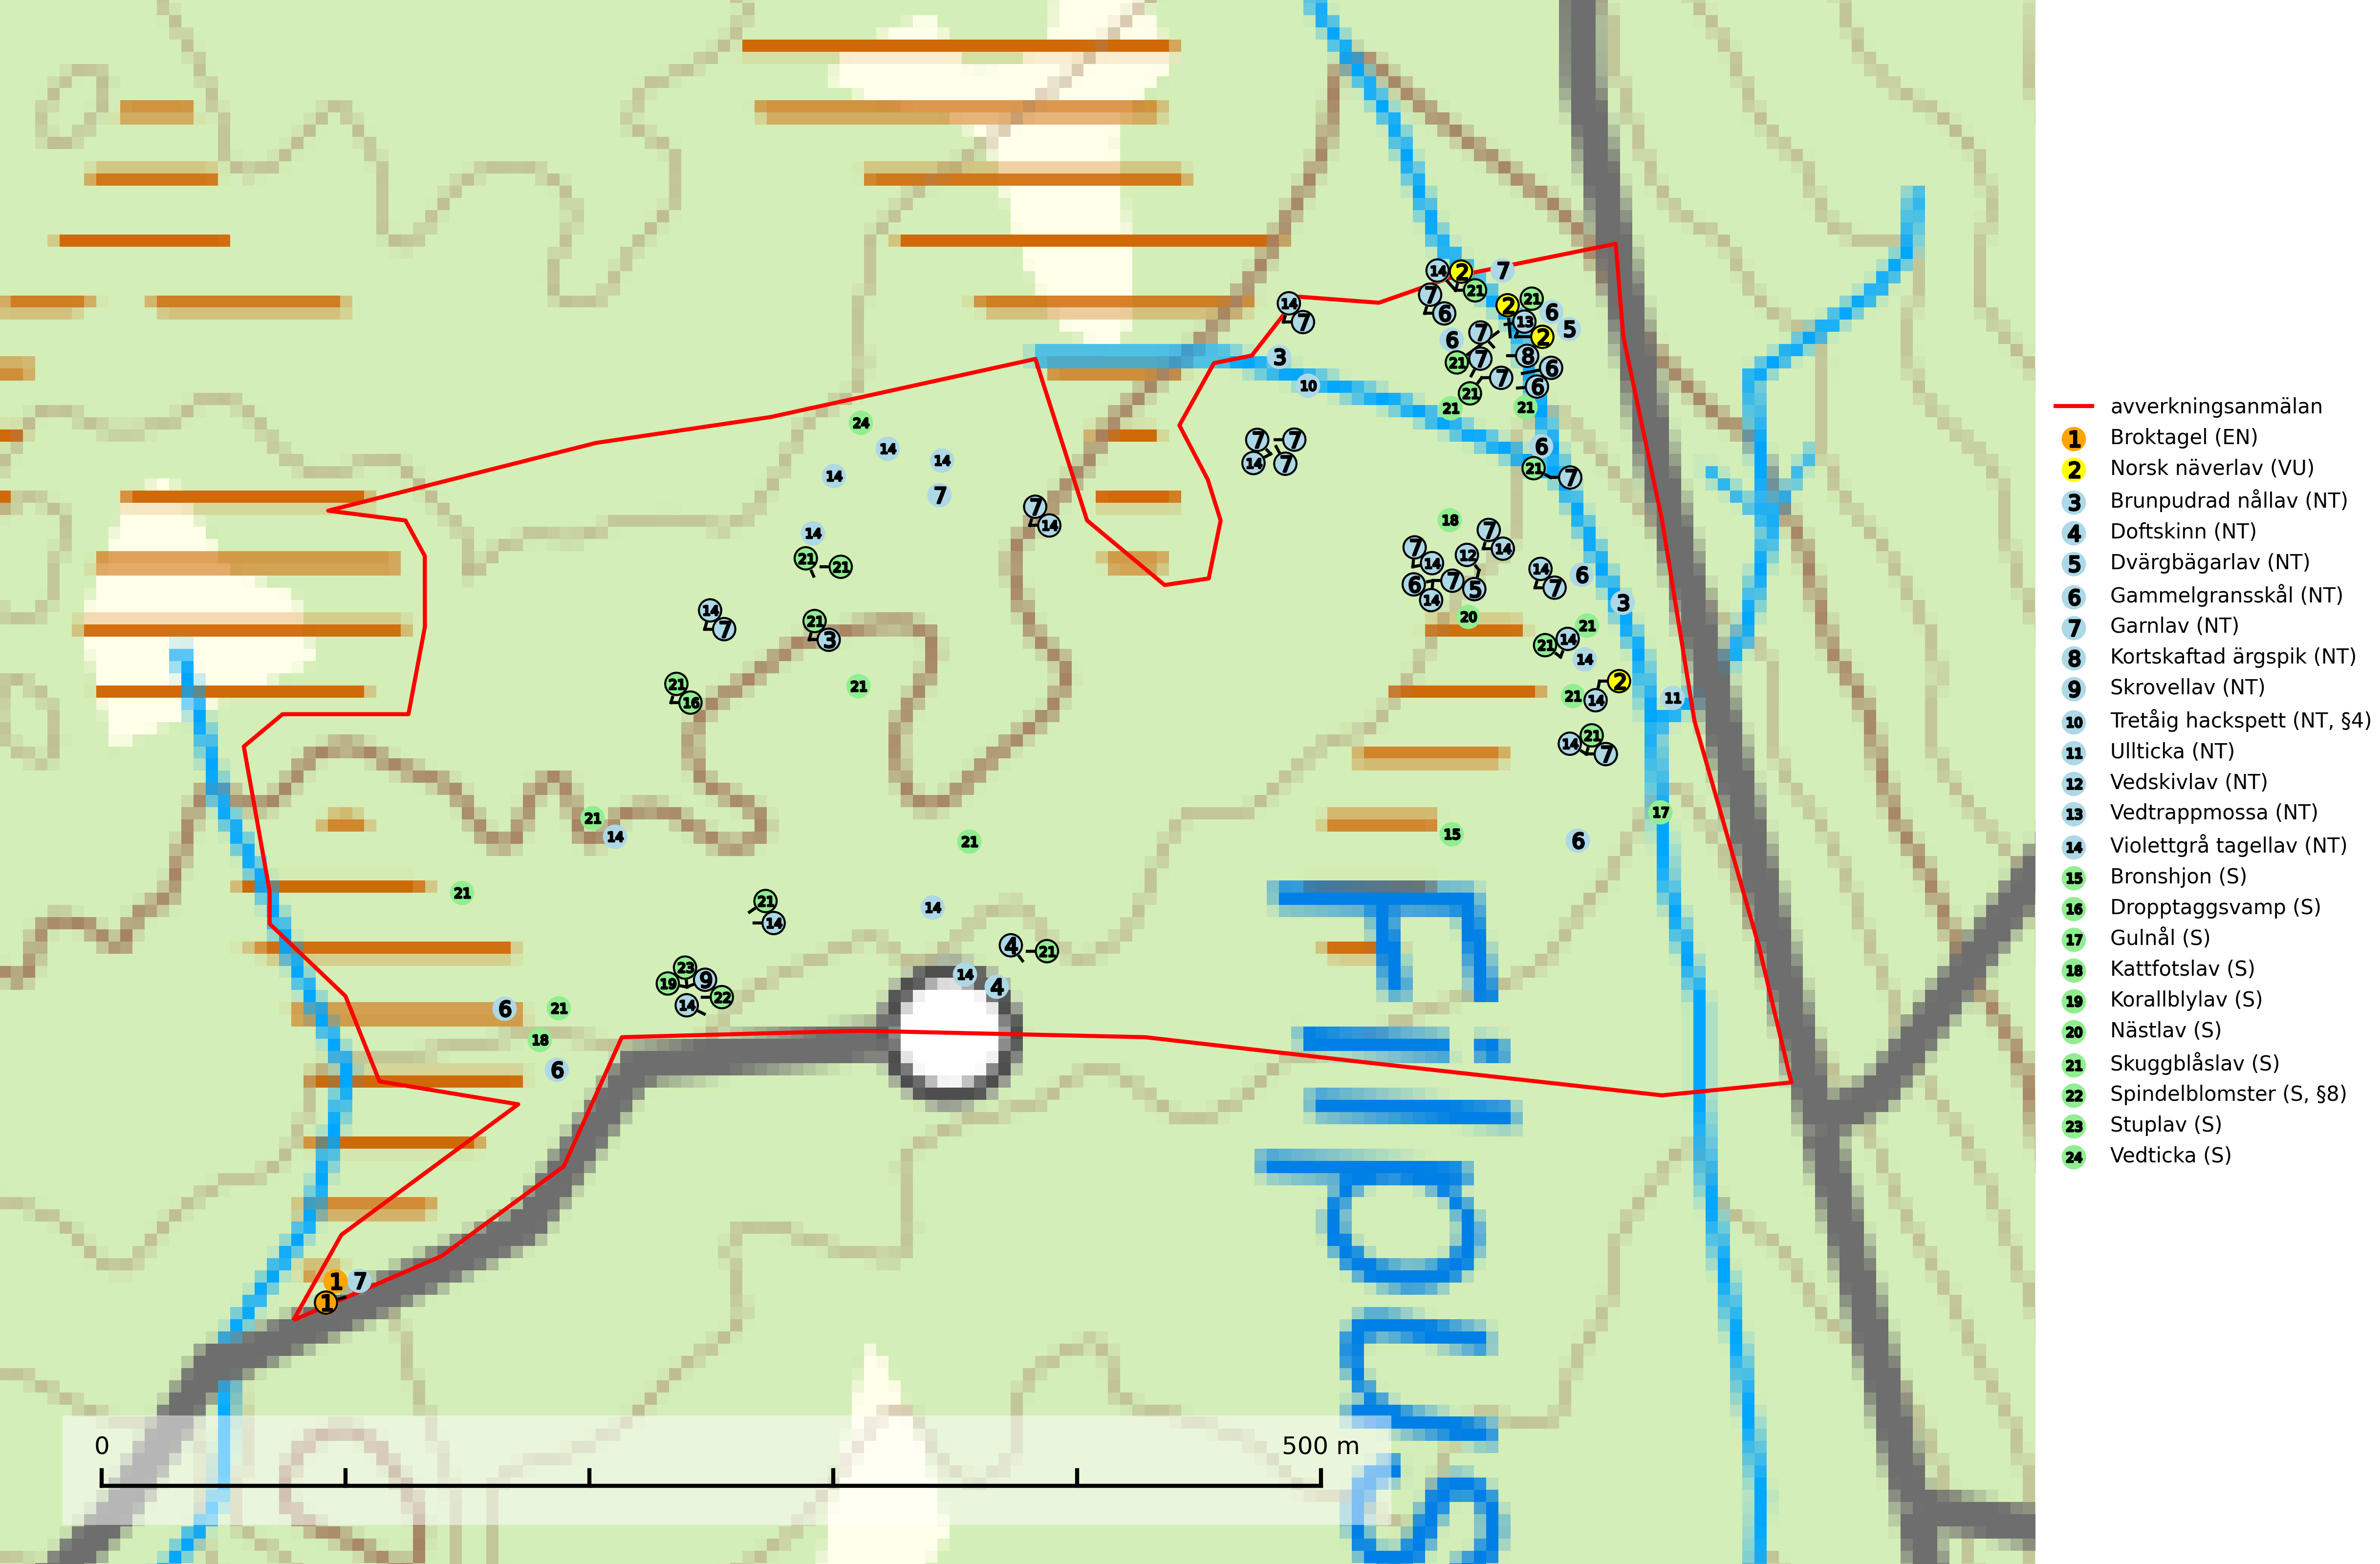 avverkningsanmälan
1 Broktagel (EN)
2 Norsk näverlav (VU)
3 Brunpudrad nållav (NT)
4 Doftskinn (NT)
5 Dvärgbägarlav (NT)
6 Gammelgransskål (NT)
7 Garnlav (NT)
8 Kortskaftad ärgspik (NT)
9 Skrovellav (NT)
10 Tretåig hackspett (NT, §4)
11 Ullticka (NT)
12 Vedskivlav (NT)
13 Vedtrappmossa (NT)
14 Violettgrå tagellav (NT)
15 Bronshjon (S)
16 Dropptaggsvamp (S)
17 Gulnål (S)
18 Kattfotslav (S)
19 Korallblylav (S)
20 Nästlav (S)
21 Skuggblåslav (S)
22 Spindelblomster (S, §8)
23 Stuplav (S)
24 Vedticka (S)
0 500 m